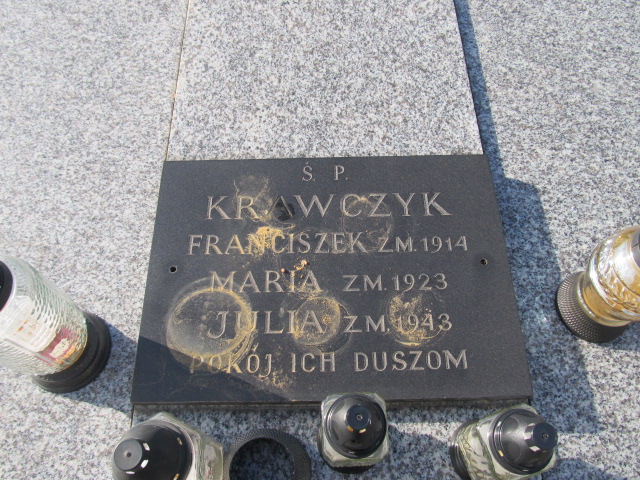 Ś. P.
KRAWCZYK
FRANCISZEK ZM. 1914
MARIA ZM. 1923
JULIA ZM. 1943
POKÓJ ICH DUSZOM